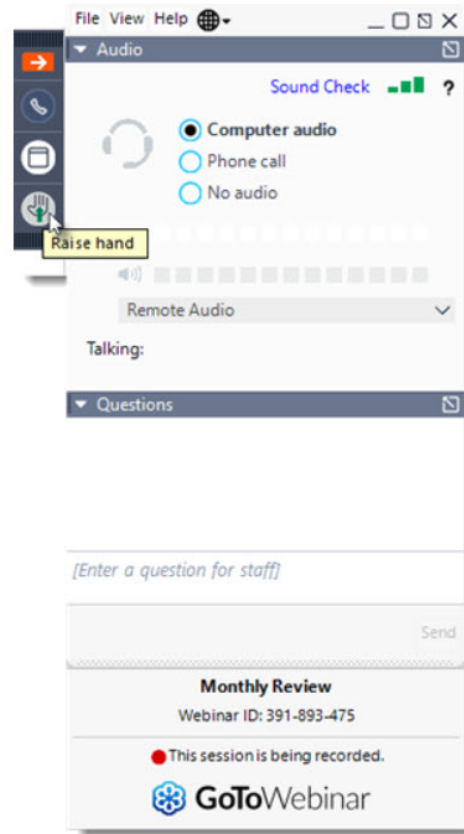 File View Help
Audio
Sound Check ?
Computer audio
Phone call
No audio
Raise hand
Remote Audio
Talking:
Questions
[Enter a question for staff]
Send
Monthly Review
Webinar ID: 391-893-475
This session is being recorded.
GoToWebinar